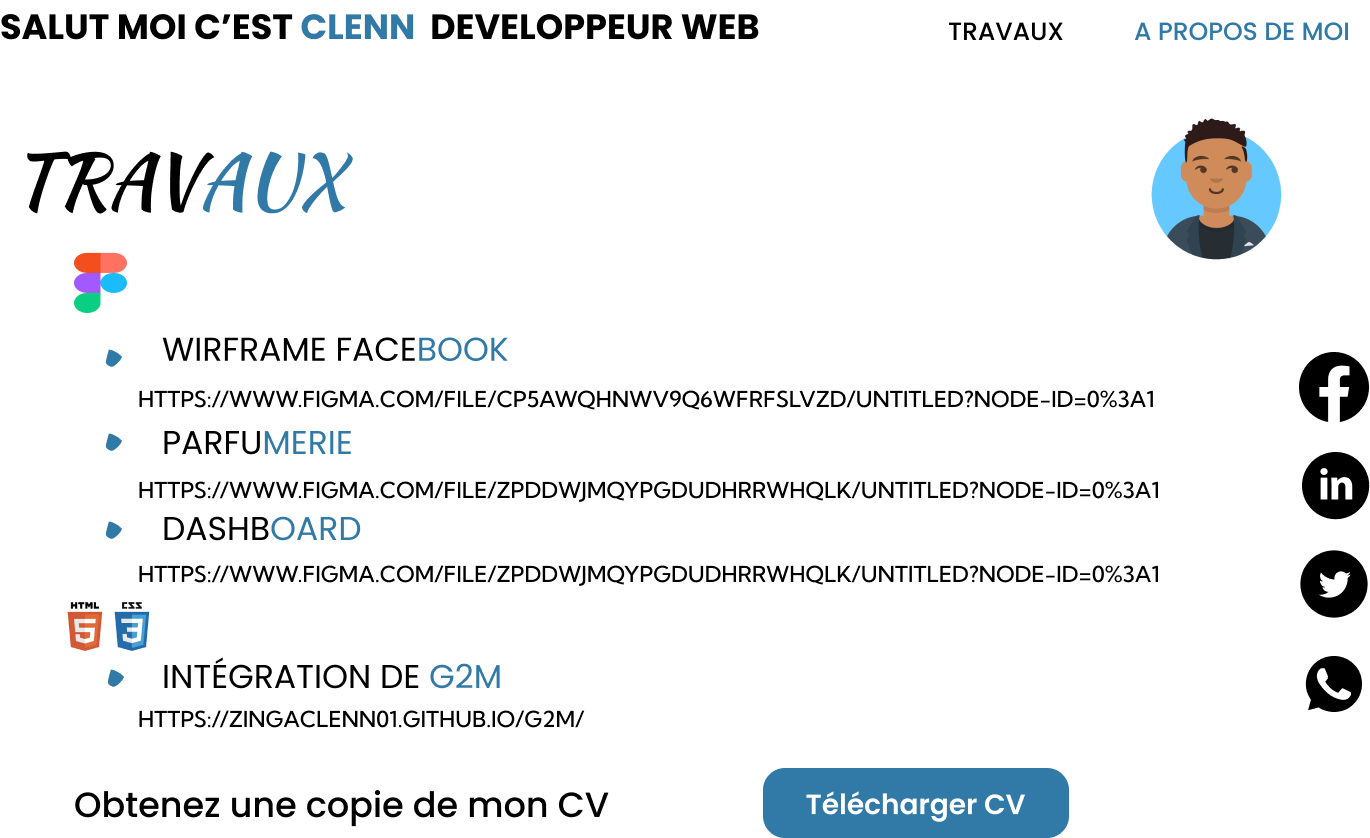 SALUT MOI C’EST CLENN DEVELOPPEUR WEB
TRAVAUX
A PROPOS DE MOI
TRAVAUX
WIRFRAME FACEBOOK
HTTPS://WWW.FIGMA.COM/FILE/CP5AWQHNWV9Q6WFRFSLVZD/UNTITLED?NODE-ID=0%3A1
PARFUMERIE
HTTPS://WWW.FIGMA.COM/FILE/ZPDDWJMQYPGDUDHRRWHQLK/UNTITLED?NODE-ID=0%3A1
DASHBOARD
HTTPS://WWW.FIGMA.COM/FILE/ZPDDWJMQYPGDUDHRRWHQLK/UNTITLED?NODE-ID=0%3A1
HTML 5 CSS 3
INTÉGRATION DE G2M
HTTPS://ZINGACLENN01.GITHUB.IO/G2M/
Obtenez une copie de mon CV
Télécharger CV
f
in